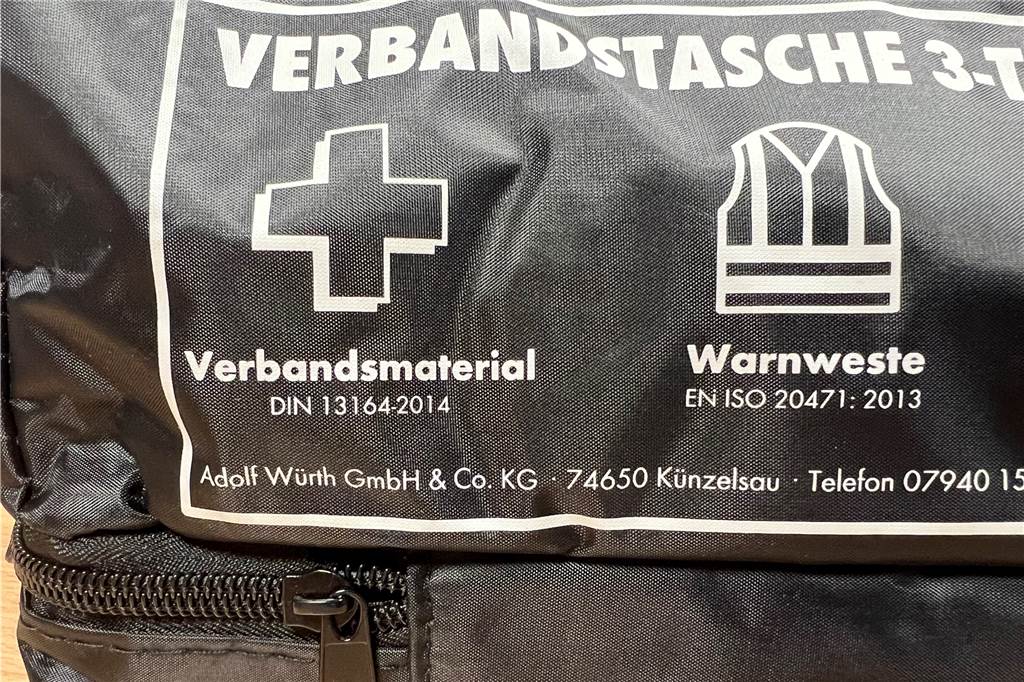 VERBANDSTASCHE 3-T
Verbandsmaterial
DIN 13164-2014
Warnweste
EN ISO 20471: 2013
Adolf Würth GmbH & Co. KG · 74650 Künzelsau · Telefon 07940 15